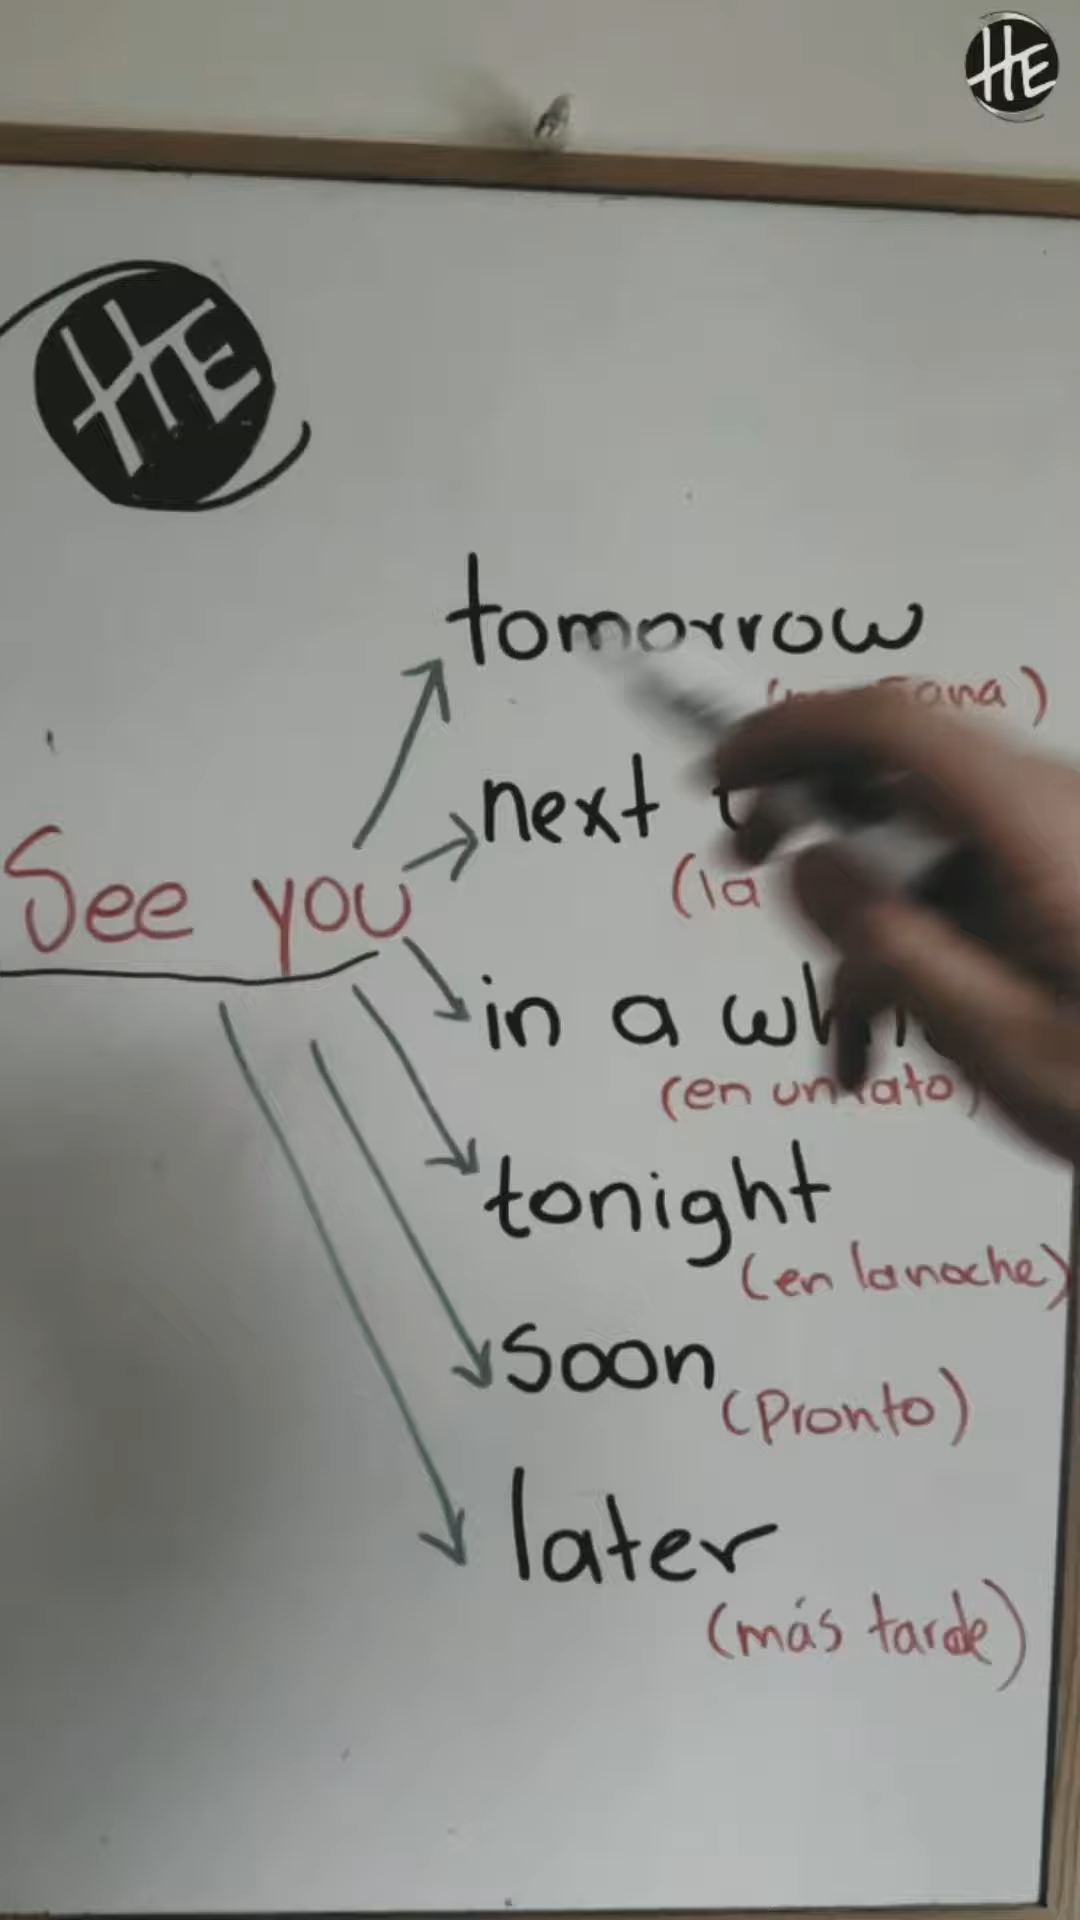 HE
HE
tomorrow
next
(la
See you
in a
(en un rato)
tonight
(en la noche)
soon
(Pronto)
later
(más tarde)